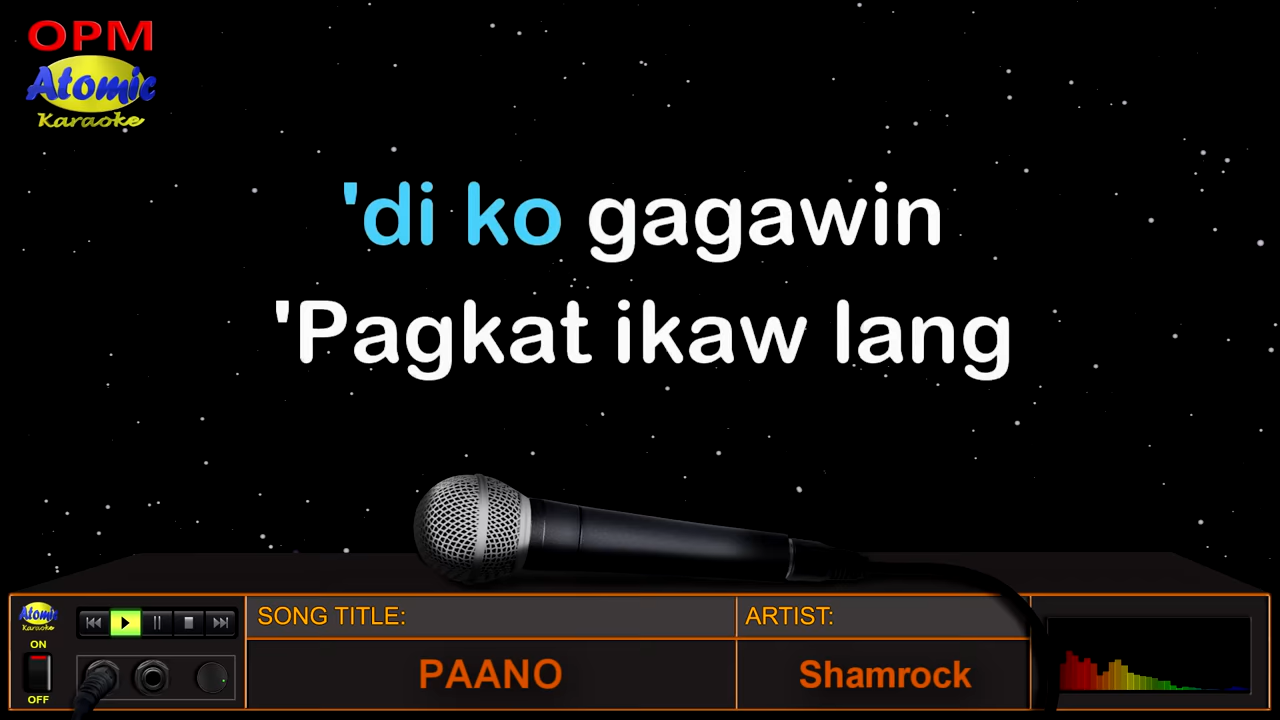 OPM
Atomic
Karaoke
'di ko gagawin
'Pagkat ikaw lang
Atomic
Karaoke
ON
OFF
SONG TITLE:
PAANO
ARTIST:
Shamrock